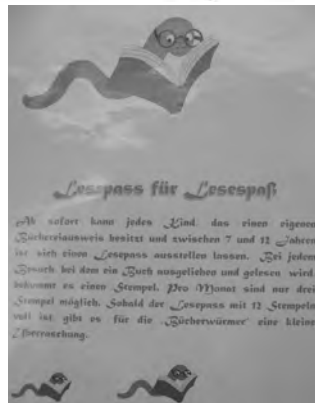 Lesepass für Lesespaß
Ab sofort kann jedes Kind, das einen eigenen
Büchereiausweis besitzt und zwischen 7 und 12 Jahren
ist sich einen Lesepass ausstellen lassen. Bei jedem
Besuch bei dem ein Buch ausgeliehen und gelesen wird,
bekommt es einen Stempel. Pro Monat sind nur drei
Stempel möglich. Sobald der Lesepass mit 12 Stempeln
voll ist gibt es für die „Bücherwürmer" eine kleine
Überraschung.